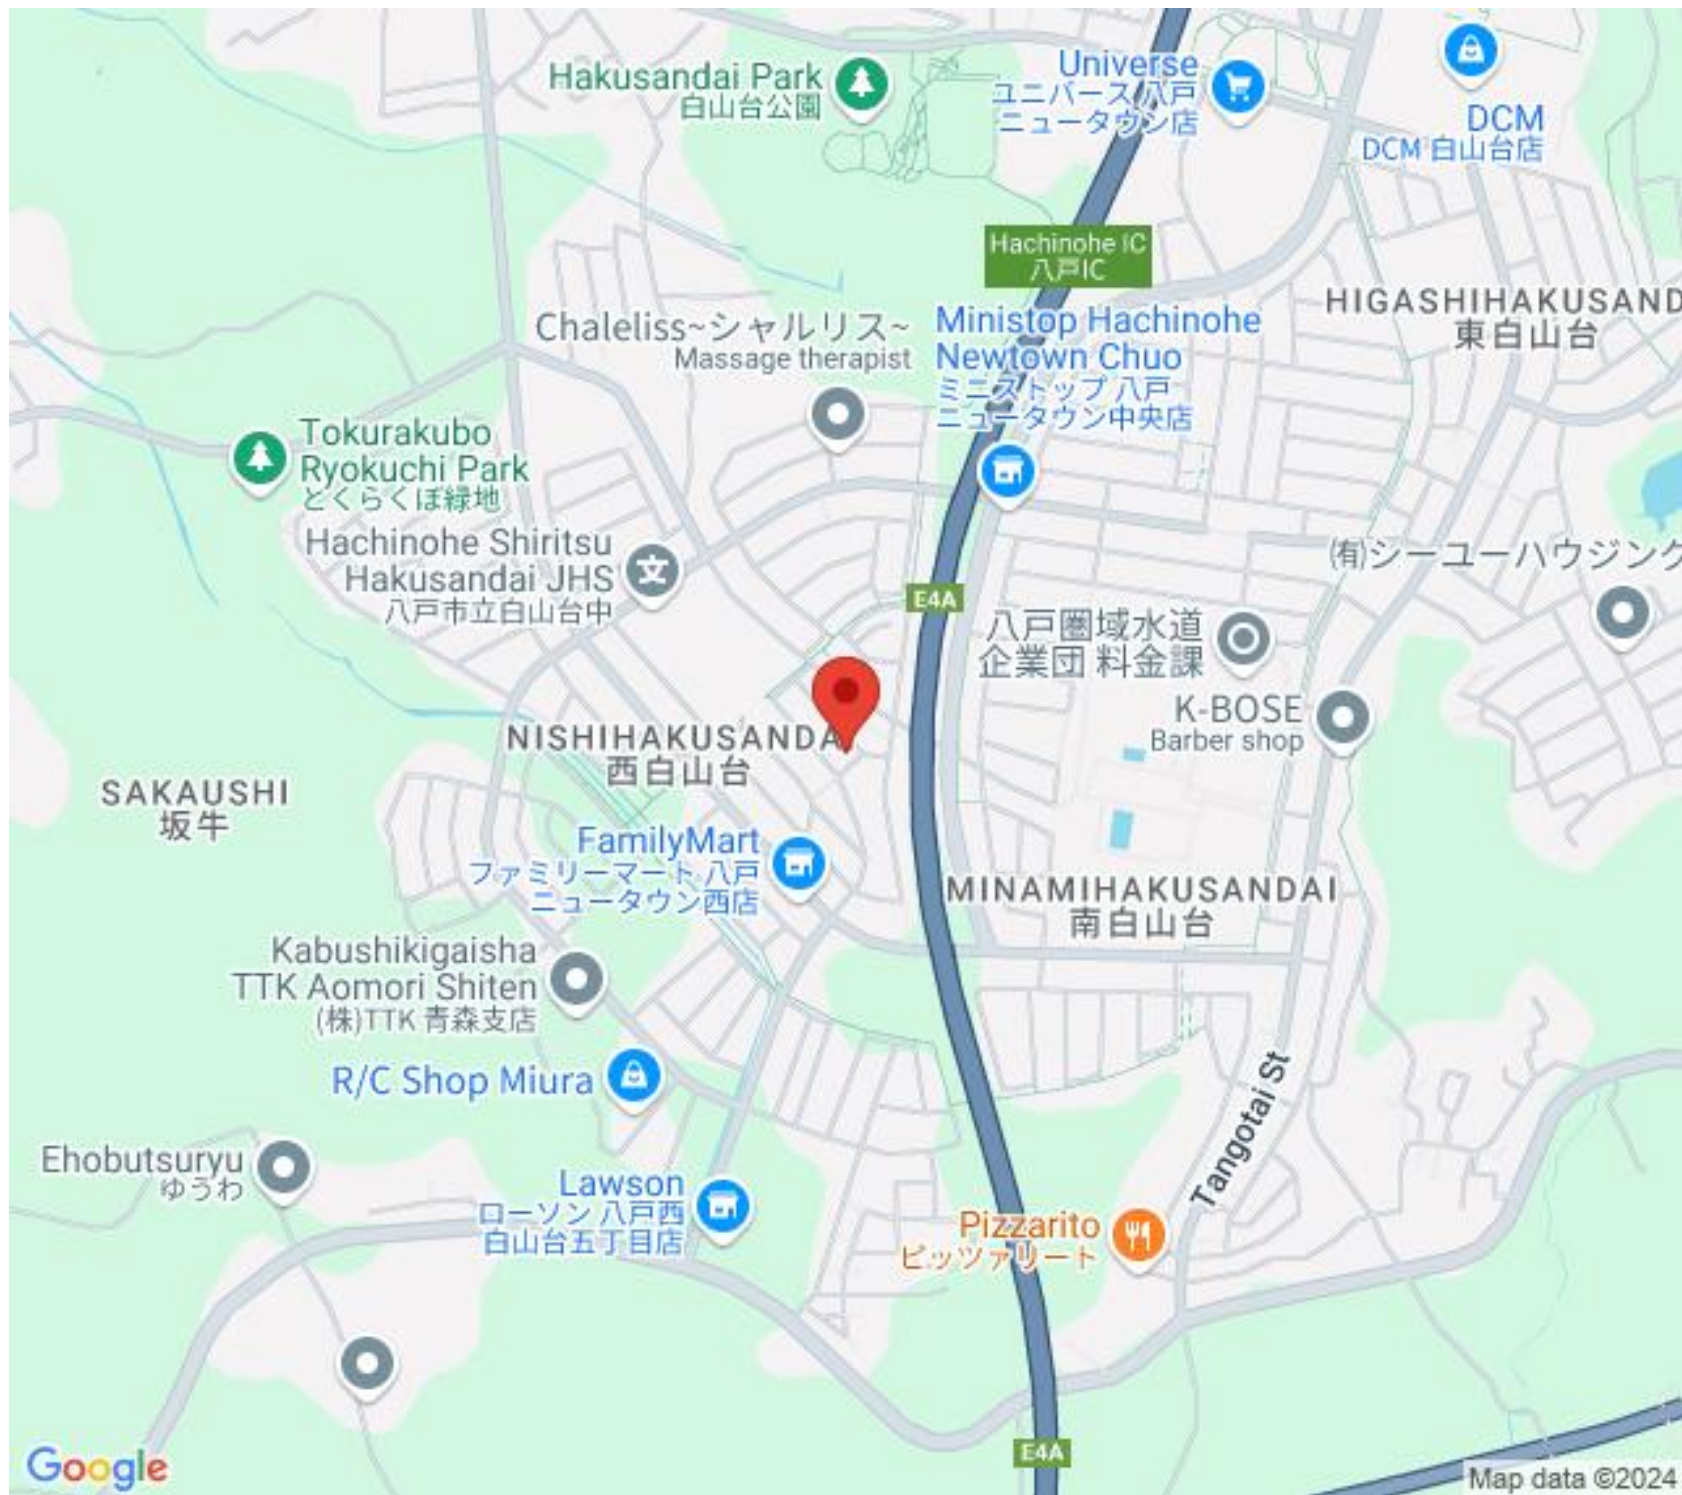 Hakusandai Park
白山台公園
Universe
ユニバース 八戸
ニュータウン店
DCM
DCM 白山台店
Hachinohe IC
八戸IC
HIGASHIHAKUSAND
東白山台
Chaleliss~シャルリス~
Massage therapist
Ministop Hachinohe
Newtown Chuo
ミニストップ 八戸
ニュータウン中央店
Tokurakubo
Ryokuchi Park
とくらくぼ緑地
Hachinohe Shiritsu
Hakusandai JHS
八戸市立白山台中
文
㈲シーユーハウジング
E4A
八戸圏域水道
企業団 料金課
K-BOSE
Barber shop
NISHIHAKUSANDA
西白山台
SAKAUSHI
坂牛
FamilyMart
ファミリーマート 八戸
ニュータウン西店
MINAMIHAKUSANDAI
南白山台
Kabushikigaisha
TTK Aomori Shiten
(株)TTK 青森支店
R/C Shop Miura
Tangotai St
Ehobutsuryu
ゆうわ
Lawson
ローソン 八戸西
白山台五丁目店
Pizzarito
ピッツァリート
E4A
Google
Map data ©2024